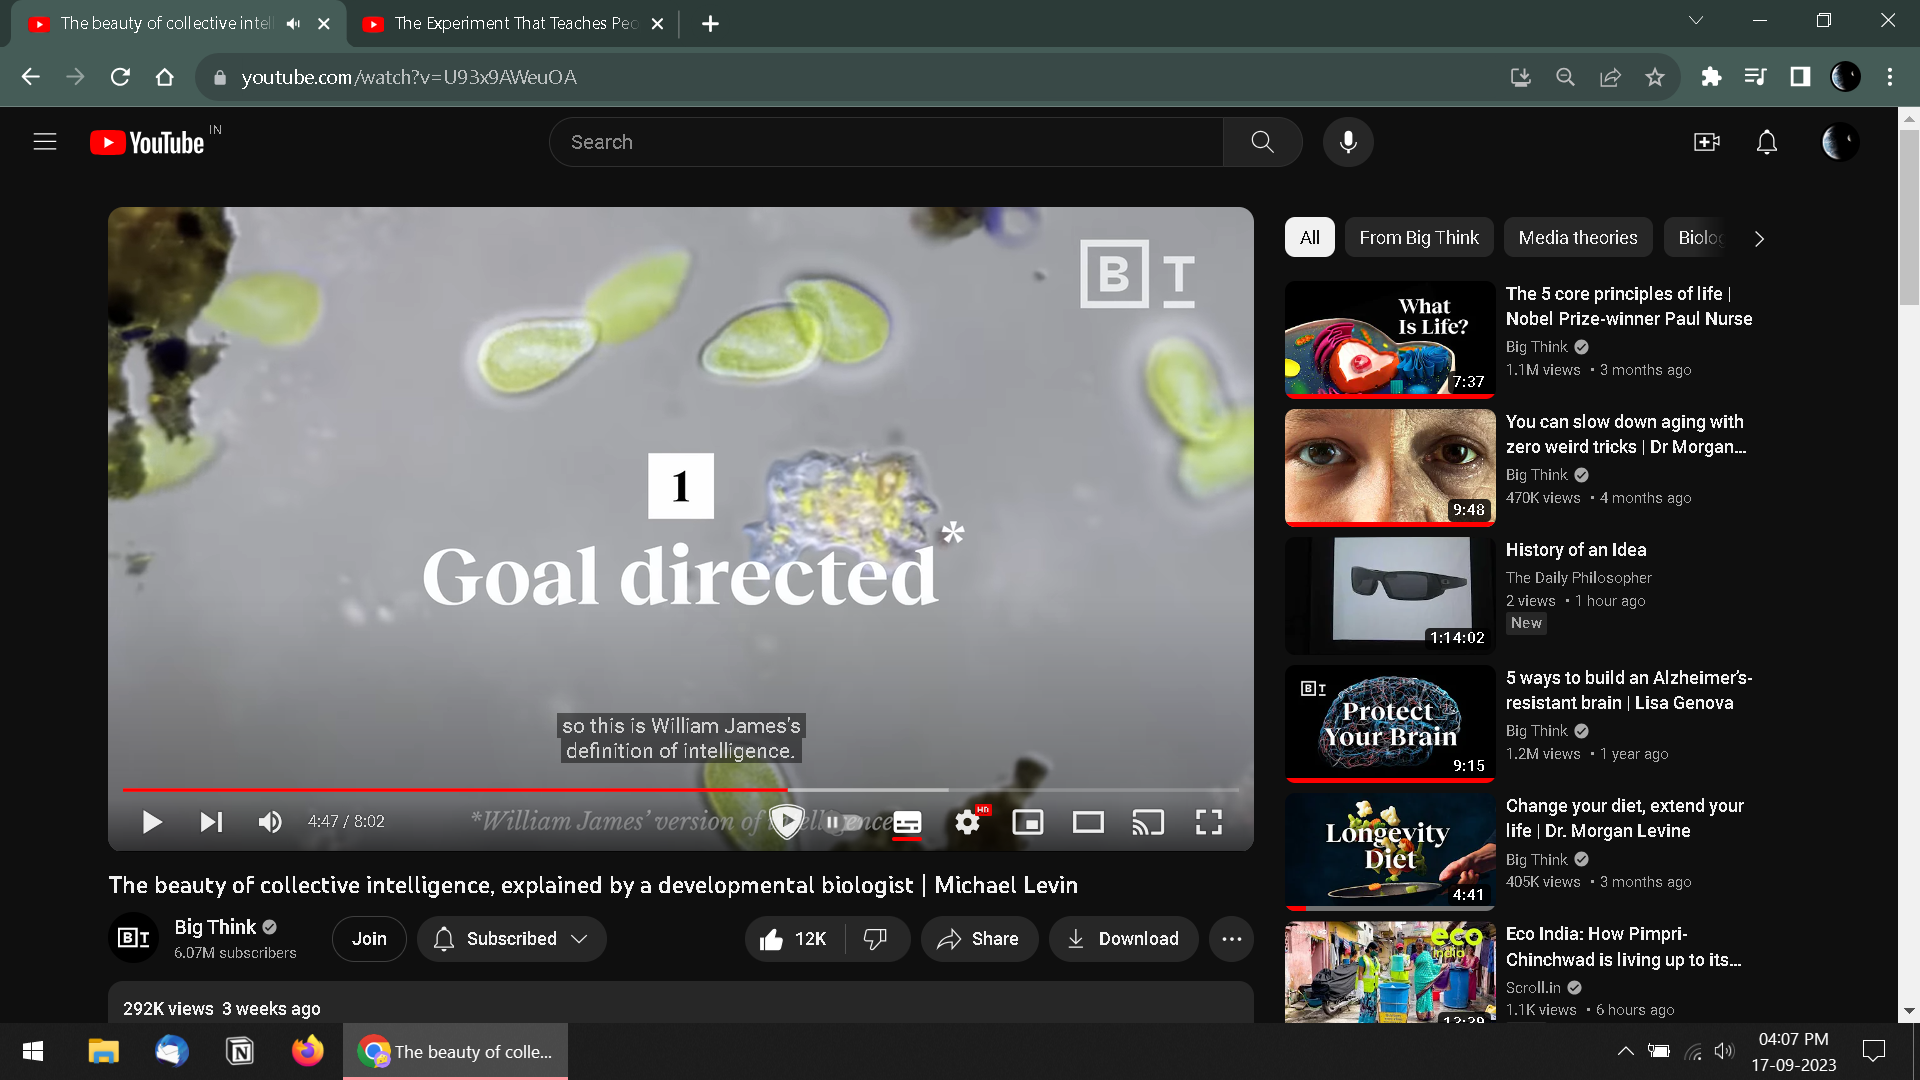 The beauty of collective intel
The Experiment That Teaches Peo
youtube.com/watch?v=U93x9AWeuOA
YouTube IN
Search
B T
All
From Big Think
Media theories
Biolog
1
Goal directed*
so this is William James's
definition of intelligence.
*William James' version of intelligence
4:47 / 8:02
HD
The beauty of collective intelligence, explained by a developmental biologist | Michael Levin
BT
Big Think
6.07M subscribers
Join
Subscribed
12K
Share
Download
292K views 3 weeks ago
What
Is Life?
7:37
The 5 core principles of life |
Nobel Prize-winner Paul Nurse
Big Think
1.1M views • 3 months ago
9:48
You can slow down aging with
zero weird tricks | Dr Morgan...
Big Think
470K views • 4 months ago
1:14:02
History of an Idea
The Daily Philosopher
2 views • 1 hour ago
New
BT
Protect
Your Brain
9:15
5 ways to build an Alzheimer's-
resistant brain | Lisa Genova
Big Think
1.2M views • 1 year ago
Longevity
Diet
4:41
Change your diet, extend your
life | Dr. Morgan Levine
Big Think
405K views • 3 months ago
eco
india
13:39
Eco India: How Pimpri-
Chinchwad is living up to its...
Scroll.in
1.1K views • 6 hours ago
The beauty of colle...
04:07 PM
17-09-2023